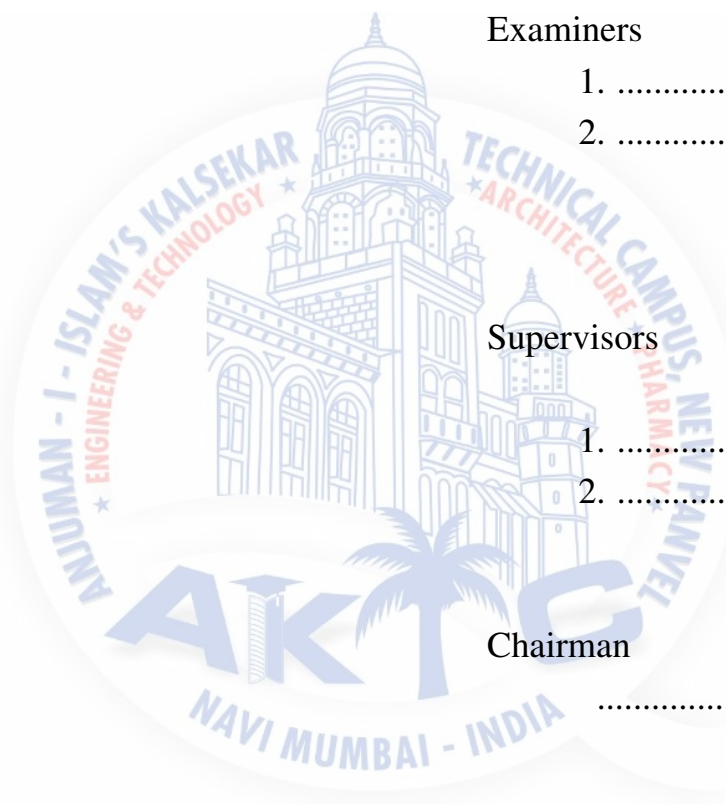 Examiners
1. .............
2. .............
Supervisors
1. .............
2. .............
Chairman
...............
ANJUMAN - I - ISLAM'S KALSEKAR TECHNICAL CAMPUS, NEW PANVEL
★ ENGINEERING & TECHNOLOGY ★ ★ARCHITECTURE ★ PHARMACY ★
AKTC
NAVI MUMBAI - INDIA